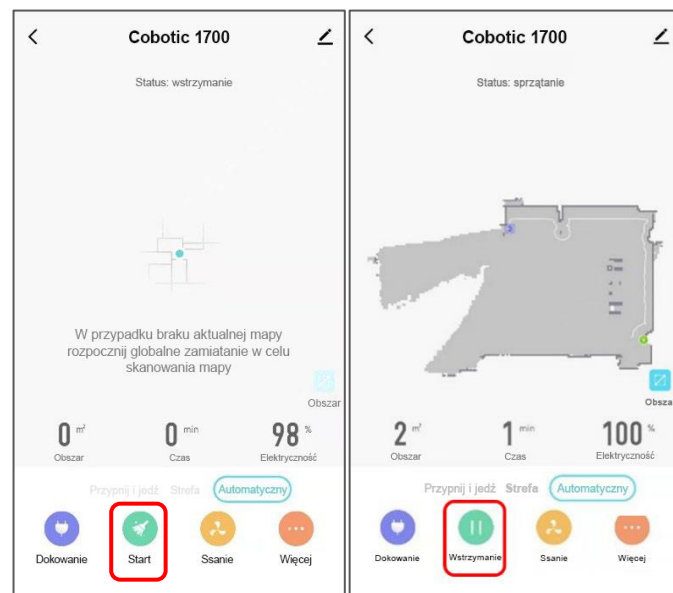 Cobotic 1700
Status: wstrzymanie
W przypadku braku aktualnej mapy
rozpocznij globalne zamiatanie w celu
skanowania mapy
Obszar
0 m²
0 min
98 %
Obszar
Czas
Elektryczność
Przypnij i jedź Strefa Automatyczny
Dokowanie
Start
Ssanie
Więcej
Cobotic 1700
Status: sprzątanie
Obsza
2 m²
1 min
100 %
Obszar
Czas
Elektryczność
Przypnij i jedź Strefa Automatyczny
Dokowanie
Wstrzymanie
Ssanie
Więcej